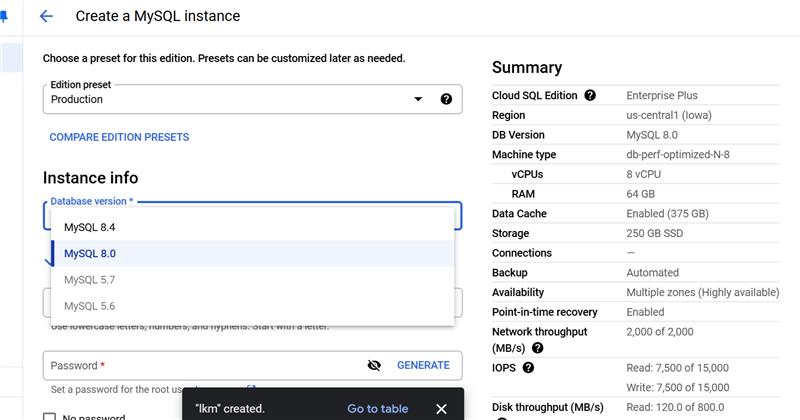 Create a MySQL instance
Choose a preset for this edition. Presets can be customized later as needed.
Edition preset
Production
COMPARE EDITION PRESETS
Instance info
Database version *
MySQL 8.4
MySQL 8.0
MySQL 5.7
MySQL 5.6
Use lowercase letters, numbers, and hyphens. Start with a letter.
Password *
GENERATE
Set a password for the root
No password
"lkm" created.
Go to table
Summary
Cloud SQL Edition Enterprise Plus
Region us-central1 (Iowa)
DB Version MySQL 8.0
Machine type db-perf-optimized-N-8
vCPUs 8 vCPU
RAM 64 GB
Data Cache Enabled (375 GB)
Storage 250 GB SSD
Connections —
Backup Automated
Availability Multiple zones (Highly available)
Point-in-time recovery Enabled
Network throughput 2,000 of 2,000
(MB/s)
IOPS Read: 7,500 of 15,000
Write: 7,500 of 15,000
Disk throughput (MB/s) Read: 120.0 of 800.0